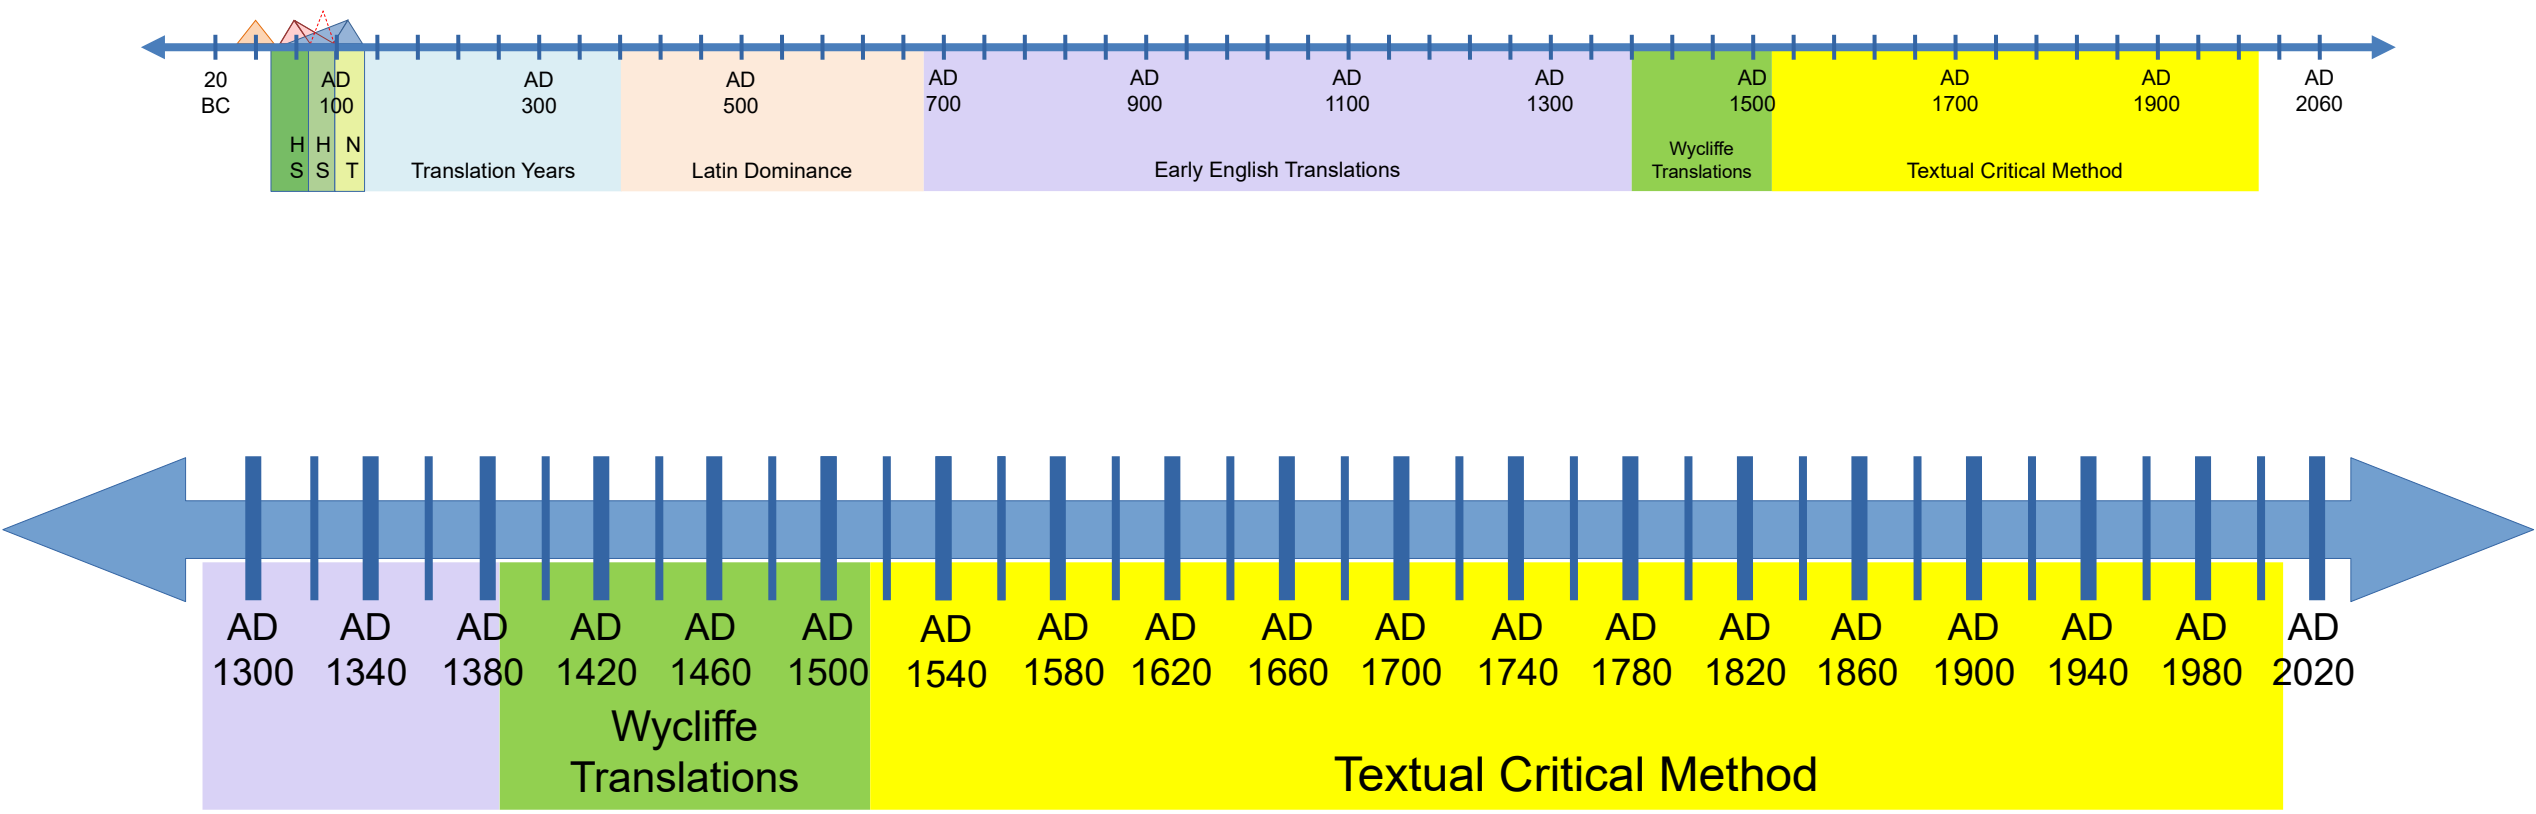 20 BC
AD 100
AD 300
AD 500
AD 700
AD 900
AD 1100
AD 1300
AD 1500
AD 1700
AD 1900
AD 2060
H S
H S
N T
Translation Years
Latin Dominance
Early English Translations
Wycliffe
Translations
Textual Critical Method
AD 1300
AD 1340
AD 1380
AD 1420
AD 1460
AD 1500
AD 1540
AD 1580
AD 1620
AD 1660
AD 1700
AD 1740
AD 1780
AD 1820
AD 1860
AD 1900
AD 1940
AD 1980
AD 2020
Wycliffe
Translations
Textual Critical Method